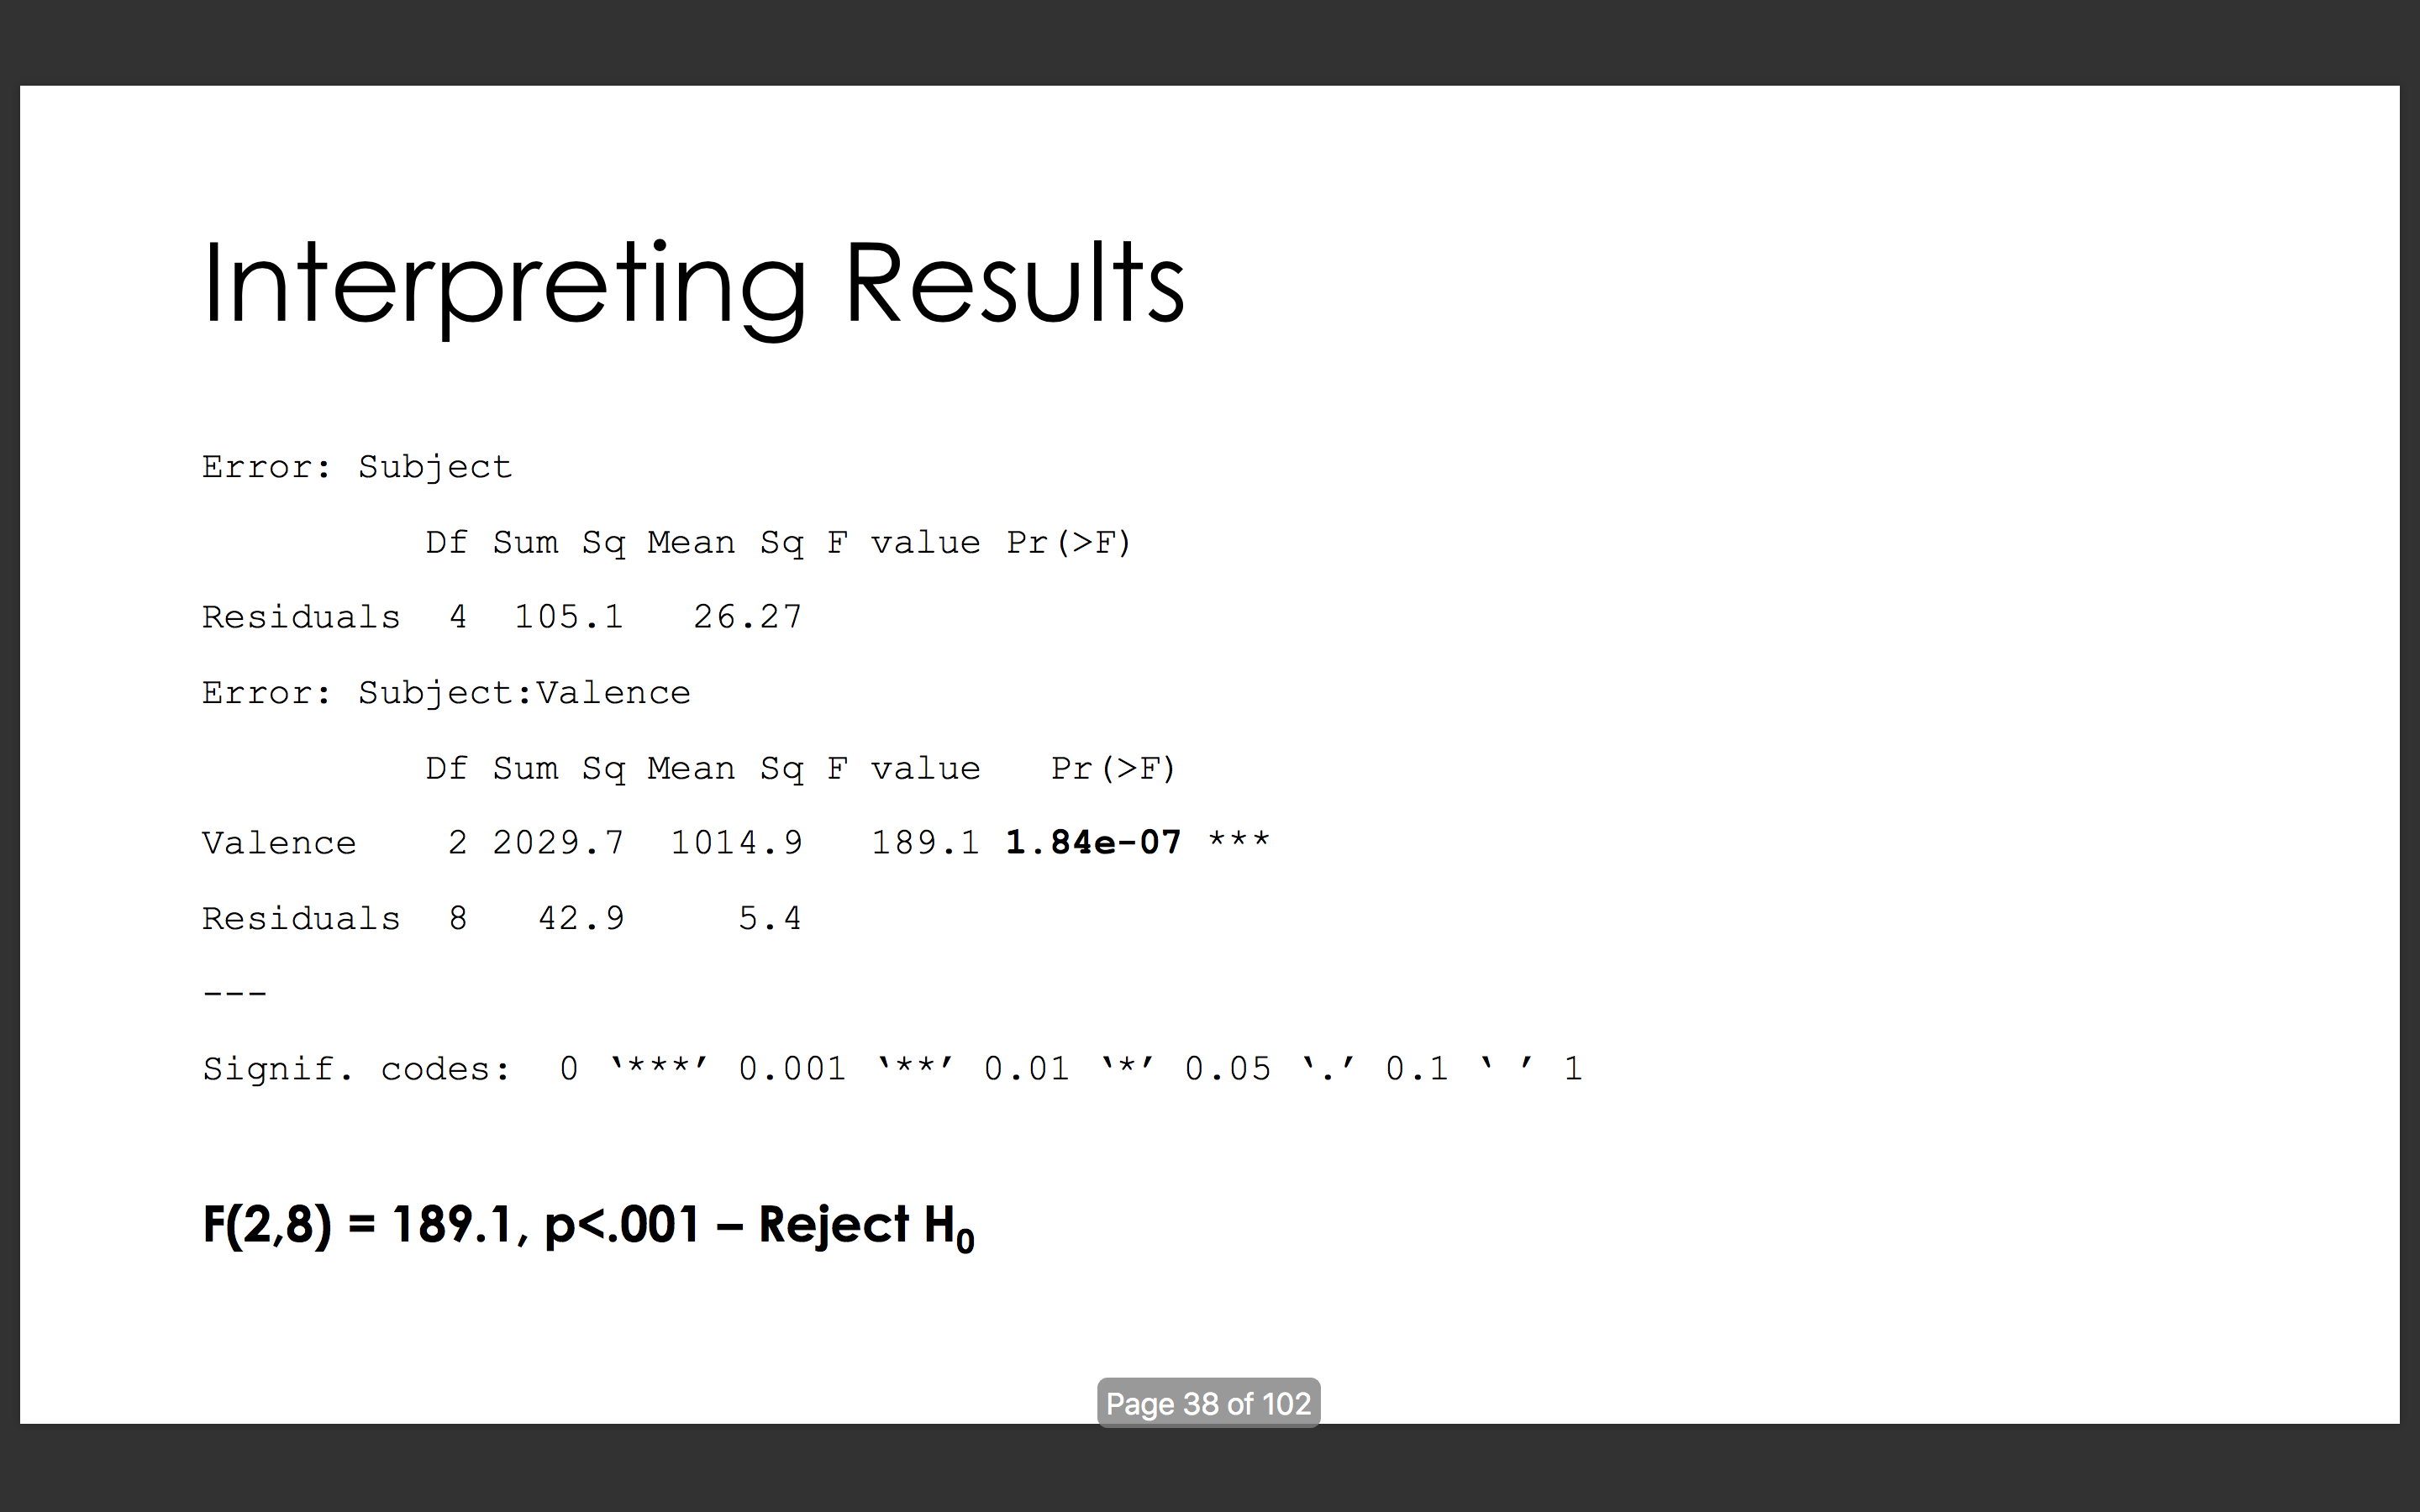 Interpreting Results
Error: Subject
          Df Sum Sq Mean Sq F value Pr(>F)
Residuals  4  105.1   26.27
Error: Subject:Valence
          Df Sum Sq Mean Sq F value   Pr(>F)
Valence    2 2029.7  1014.9   189.1 1.84e-07 ***
Residuals  8   42.9     5.4
---
Signif. codes:  0 ‘***’ 0.001 ‘**’ 0.01 ‘*’ 0.05 ‘.’ 0.1 ‘ ’ 1
F(2,8) = 189.1, p<.001 – Reject H₀
Page 38 of 102